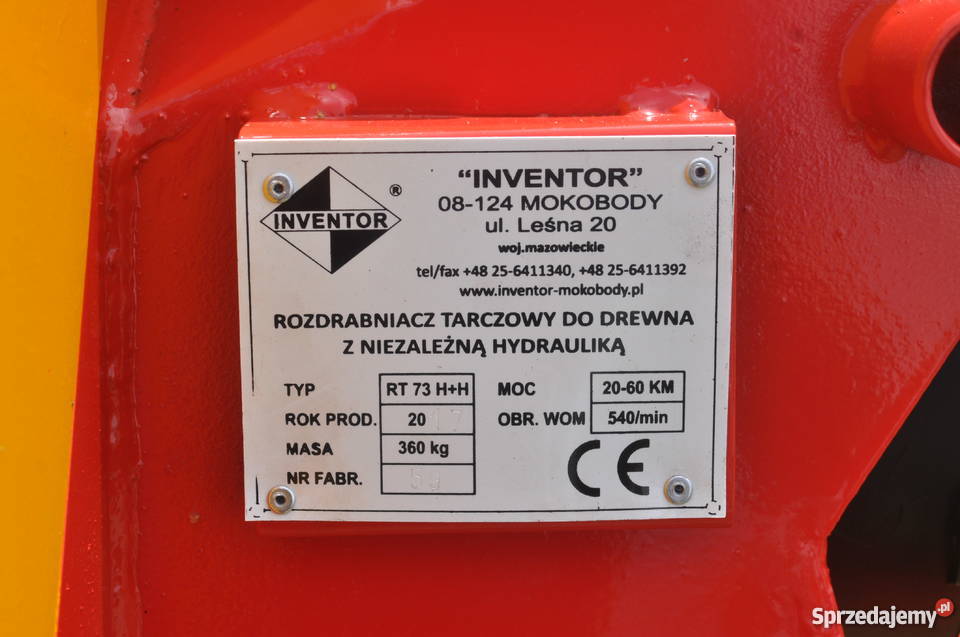 INVENTOR ®
"INVENTOR"
08-124 MOKOBODY
ul. Leśna 20
woj.mazowieckie
tel/fax +48 25-6411340, +48 25-6411392
www.inventor-mokobody.pl
ROZDRABNIACZ TARCZOWY DO DREWNA
Z NIEZALEŻNĄ HYDRAULIKĄ
TYP RT 73 H+H MOC 20-60 KM
ROK PROD. 2017 OBR. WOM 540/min
MASA 360 kg
NR FABR.
CE
Sprzedajemy.pl